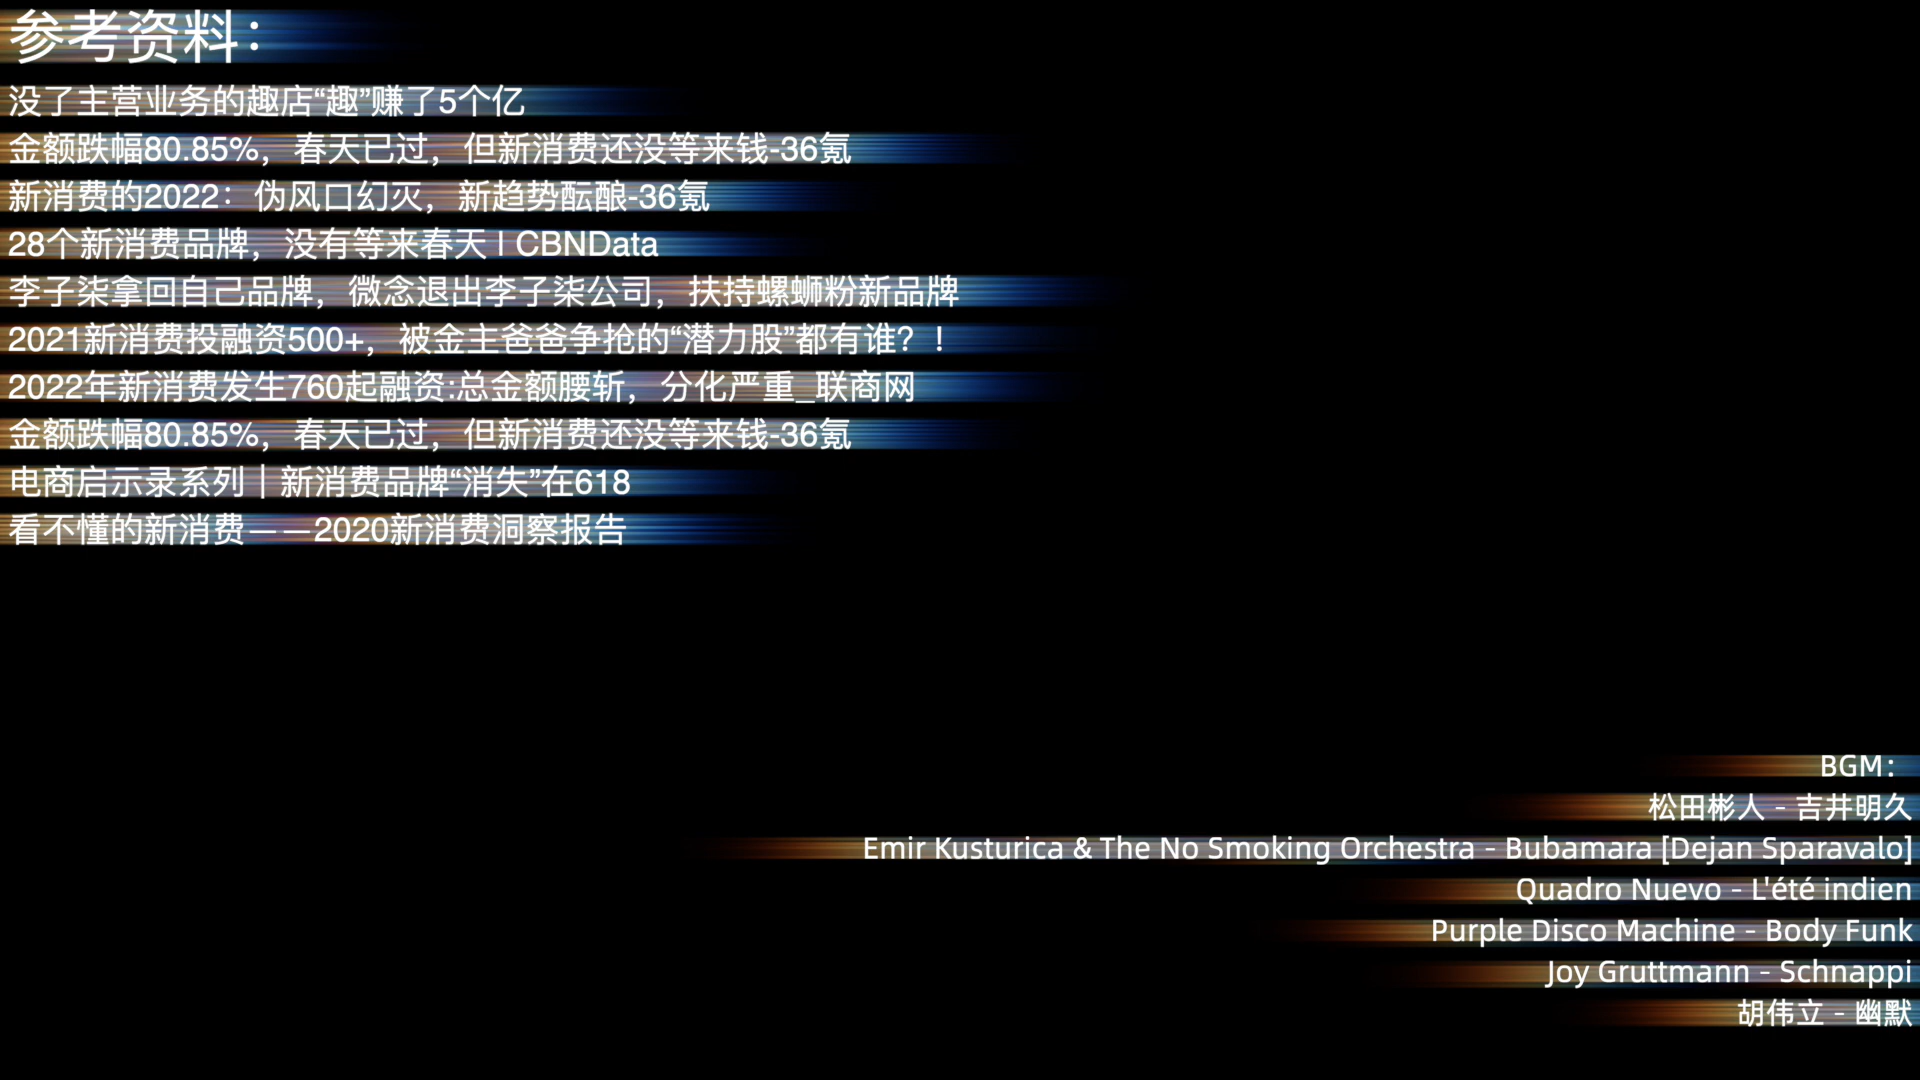 参考资料：
没了主营业务的趣店“趣”赚了5个亿
金额跌幅80.85%，春天已过，但新消费还没等来钱-36氪
新消费的2022：伪风口幻灭，新趋势酝酿-36氪
28个新消费品牌，没有等来春天 | CBNData
李子柒拿回自己品牌，微念退出李子柒公司，扶持螺蛳粉新品牌
2021新消费投融资500+，被金主爸爸争抢的“潜力股”都有谁？！
2022年新消费发生760起融资:总金额腰斩，分化严重_联商网
金额跌幅80.85%，春天已过，但新消费还没等来钱-36氪
电商启示录系列｜新消费品牌“消失”在618
看不懂的新消费——2020新消费洞察报告
BGM：
松田彬人 - 吉井明久
Emir Kusturica & The No Smoking Orchestra - Bubamara [Dejan Sparavalo]
Quadro Nuevo - L'été indien
Purple Disco Machine - Body Funk
Joy Gruttmann - Schnappi
胡伟立 - 幽默